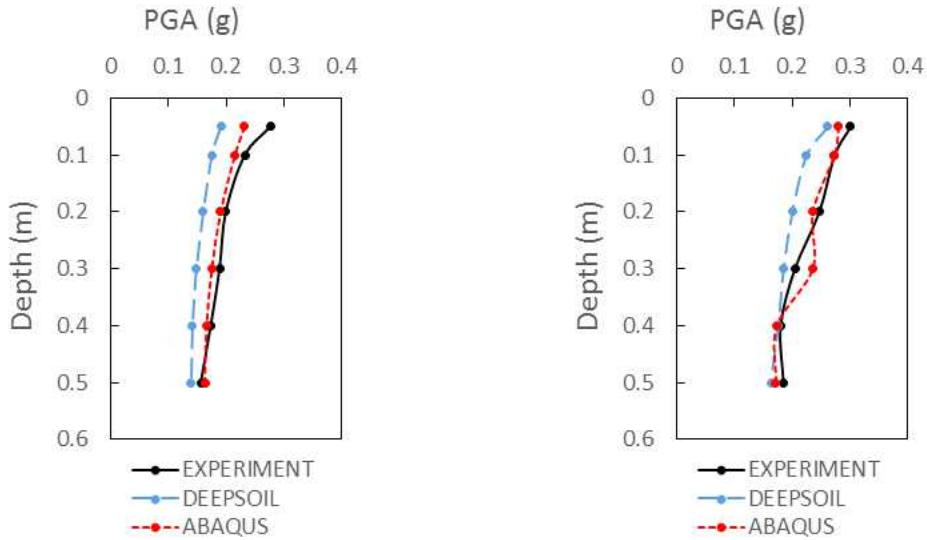 PGA (g)
0 0.1 0.2 0.3 0.4
0
0.1
0.2
0.3
0.4
0.5
0.6
Depth (m)
EXPERIMENT
DEEPSOIL
ABAQUS
PGA (g)
0 0.1 0.2 0.3 0.4
0
0.1
0.2
0.3
0.4
0.5
0.6
Depth (m)
EXPERIMENT
DEEPSOIL
ABAQUS